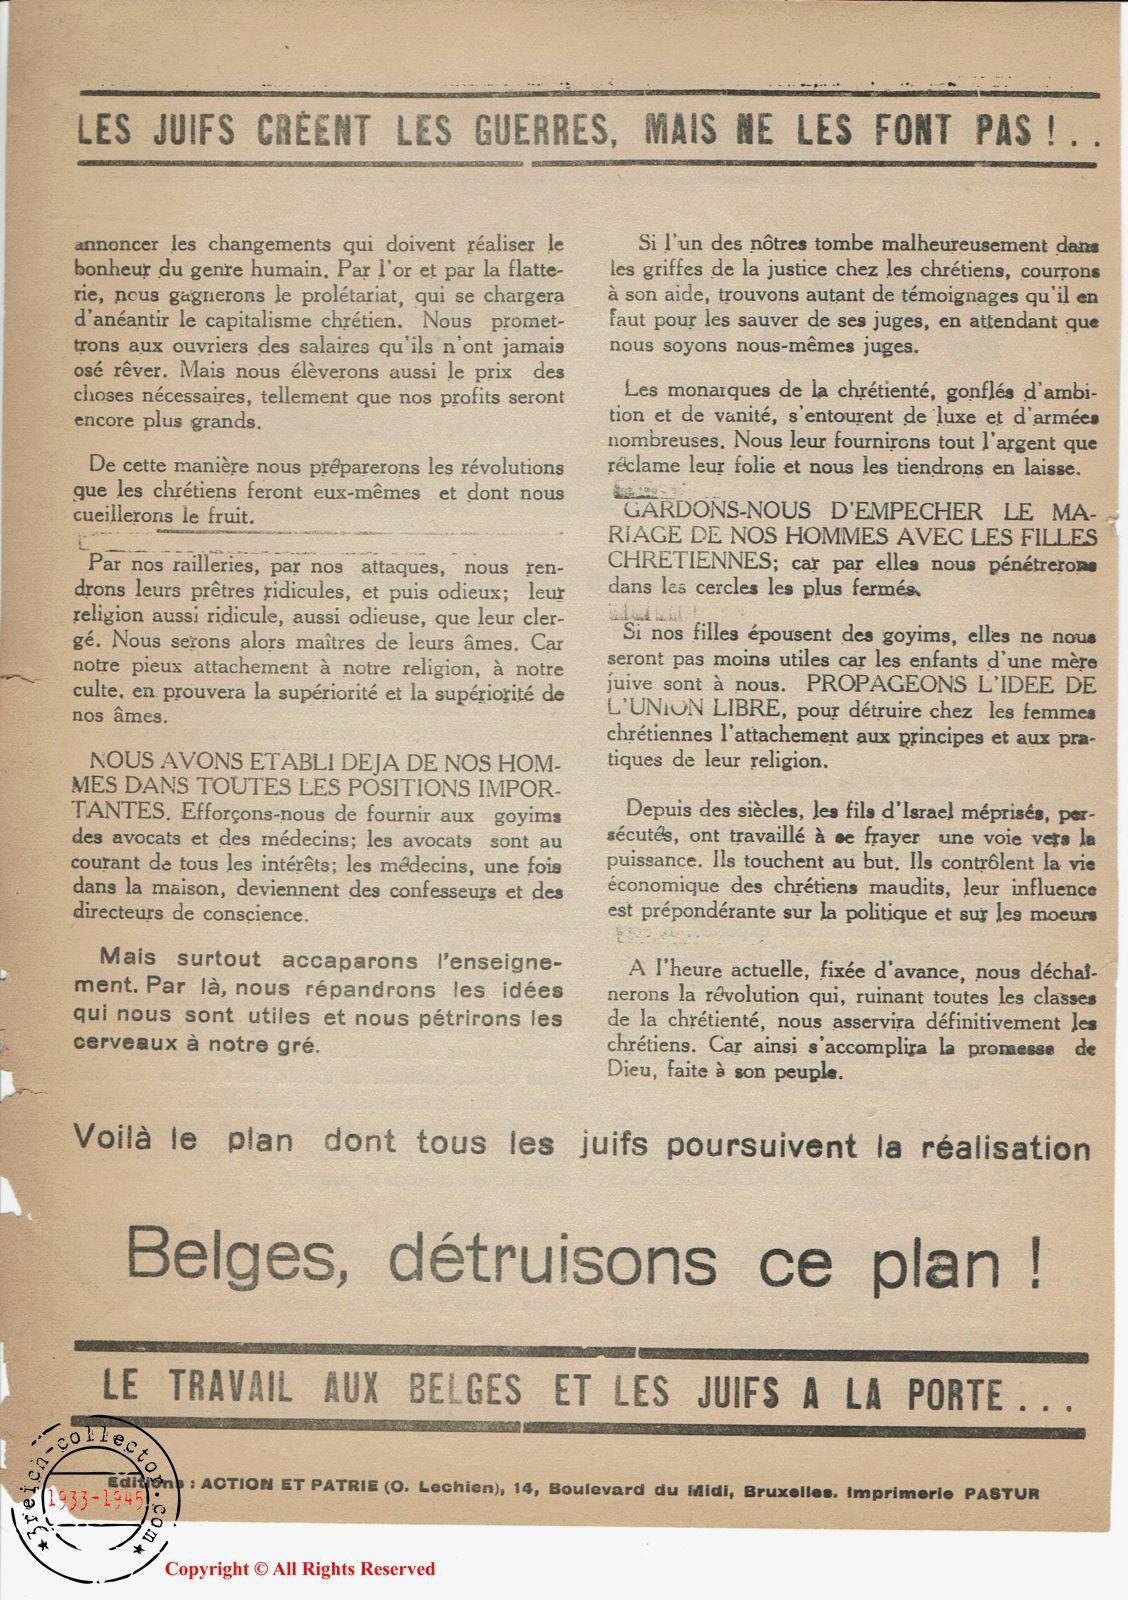 LES JUIFS CRÉENT LES GUERRES, MAIS NE LES FONT PAS !...
annoncer les changements qui doivent réaliser le
bonheur du genre humain. Par l'or et par la flatte-
rie, nous gagnerons le prolétariat, qui se chargera
d'anéantir le capitalisme chrétien. Nous promet-
trons aux ouvriers des salaires qu'ils n'ont jamais
osé rêver. Mais nous élèverons aussi le prix des
choses nécessaires, tellement que nos profits seront
encore plus grands.
De cette manière nous préparerons les révolutions
que les chrétiens feront eux-mêmes et dont nous
cueillerons le fruit.
Par nos railleries, par nos attaques, nous ren-
drons leurs prêtres ridicules, et puis odieux; leur
religion aussi ridicule, aussi odieuse, que leur cler-
gé. Nous serons alors maîtres de leurs âmes. Car
notre pieux attachement à notre religion, à notre
culte, en prouvera la supériorité et la supériorité de
nos âmes.
NOUS AVONS ETABLI DEJA DE NOS HOM-
MES DANS TOUTES LES POSITIONS IMPOR-
TANTES. Efforçons-nous de fournir aux goyims
des avocats et des médecins; les avocats sont au
courant de tous les intérêts; les médecins, une fois
dans la maison, deviennent des confesseurs et des
directeurs de conscience.
Mais surtout accaparons l'enseigne-
ment. Par là, nous répandrons les idées
qui nous sont utiles et nous pétrirons les
cerveaux à notre gré.
Si l'un des nôtres tombe malheureusement dans
les griffes de la justice chez les chrétiens, courrons
à son aide, trouvons autant de témoignages qu'il en
faut pour les sauver de ses juges, en attendant que
nous soyons nous-mêmes juges.
Les monarques de la chrétienté, gonflés d'ambi-
tion et de vanité, s'entourent de luxe et d'armées
nombreuses. Nous leur fournirons tout l'argent que
réclame leur folie et nous les tiendrons en laisse.
GARDONS-NOUS D'EMPECHER LE MA-
RIAGE DE NOS HOMMES AVEC LES FILLES
CHRETIENNES; car par elles nous pénétrerons
dans les cercles les plus fermés.
Si nos filles épousent des goyims, elles ne nous
seront pas moins utiles car les enfants d'une mère
juive sont à nous. PROPAGEONS L'IDEE DE
L'UNION LIBRE, pour détruire chez les femmes
chrétiennes l'attachement aux principes et aux pra-
tiques de leur religion.
Depuis des siècles, les fils d'Israel méprisés, per-
sécutés, ont travaillé à se frayer une voie vers la
puissance. Ils touchent au but. Ils contrôlent la vie
économique des chrétiens maudits, leur influence
est prépondérante sur la politique et sur les moeurs
A l'heure actuelle, fixée d'avance, nous déchaî-
nerons la révolution qui, ruinant toutes les classes
de la chrétienté, nous asservira définitivement les
chrétiens. Car ainsi s'accomplira la promesse de
Dieu, faite à son peuple.
Voilà le plan dont tous les juifs poursuivent la réalisation
Belges, détruisons ce plan !
LE TRAVAIL AUX BELGES ET LES JUIFS A LA PORTE...
Editions : ACTION ET PATRIE (O. Lechien), 14, Boulevard du Midi, Bruxelles. Imprimerie PASTUR
3reich-collector.com
1933-1945
Copyright © All Rights Reserved